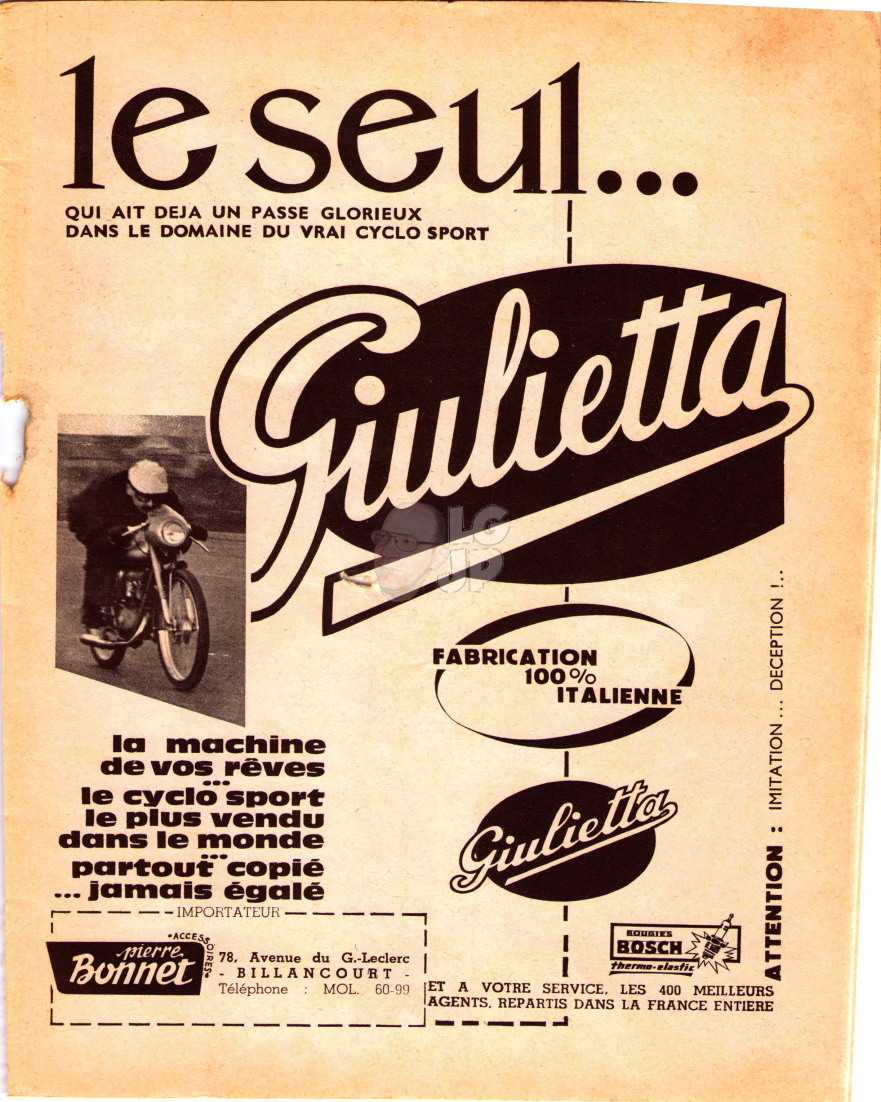 le seul...
QUI AIT DEJA UN PASSE GLORIEUX
DANS LE DOMAINE DU VRAI CYCLO SPORT
Giulietta
LG
JP
FABRICATION
100%
ITALIENNE
ATTENTION : IMITATION... DECEPTION !..
la machine
de vos rêves
...
le cyclo sport
le plus vendu
dans le monde
...
partout copié
... jamais égalé
Giulietta
IMPORTATEUR
pierre
Bonnet
•ACCESSOIRES•
78, Avenue du G.-Leclerc
- BILLANCOURT -
Téléphone : MOL. 60-99
BOUGIES
BOSCH
thermo-elastic
ET A VOTRE SERVICE, LES 400 MEILLEURS
AGENTS, REPARTIS DANS LA FRANCE ENTIERE